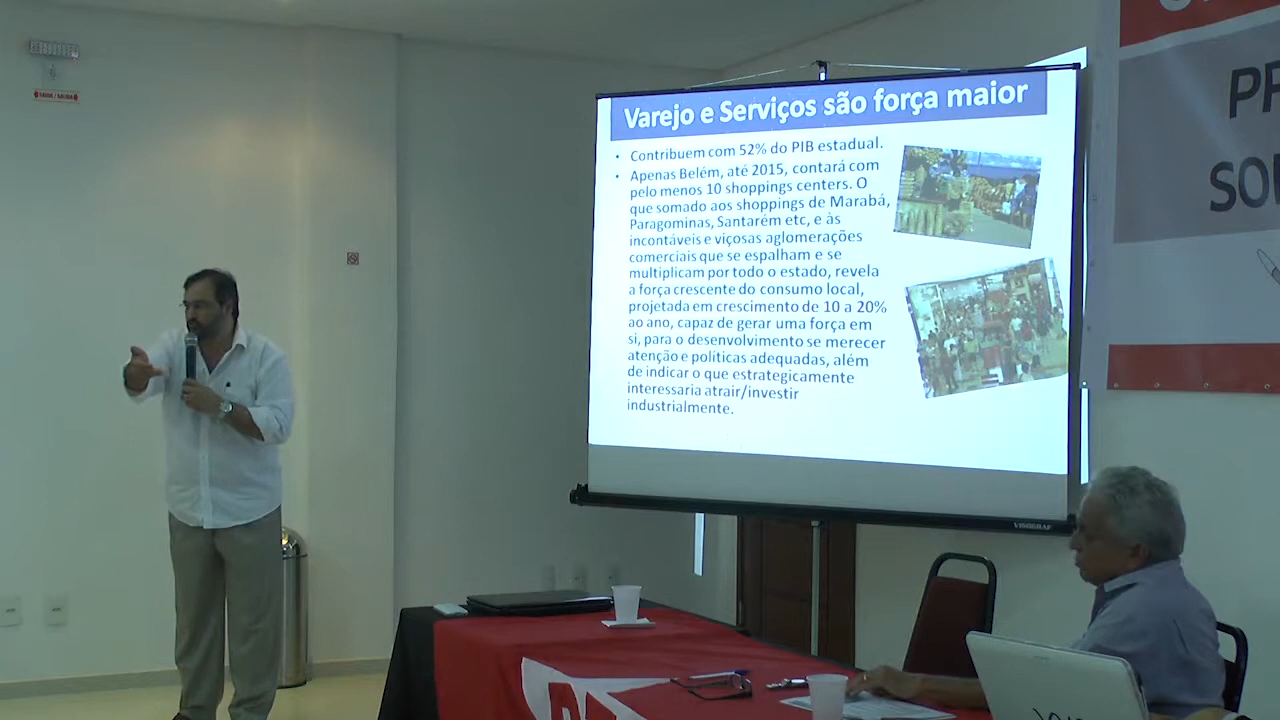 SAÍDA / SALIDA
Varejo e Serviços são força maior
• Contribuem com 52% do PIB estadual.
• Apenas Belém, até 2015, contará com
pelo menos 10 shoppings centers. O
que somado aos shoppings de Marabá,
Paragominas, Santarém etc, e às
incontáveis e viçosas aglomerações
comerciais que se espalham e se
multiplicam por todo o estado, revela
a força crescente do consumo local,
projetada em crescimento de 10 a 20%
ao ano, capaz de gerar uma força em
si, para o desenvolvimento se merecer
atenção e políticas adequadas, além
de indicar o que estrategicamente
interessaria atrair/investir
industrialmente.
VISOGRAF